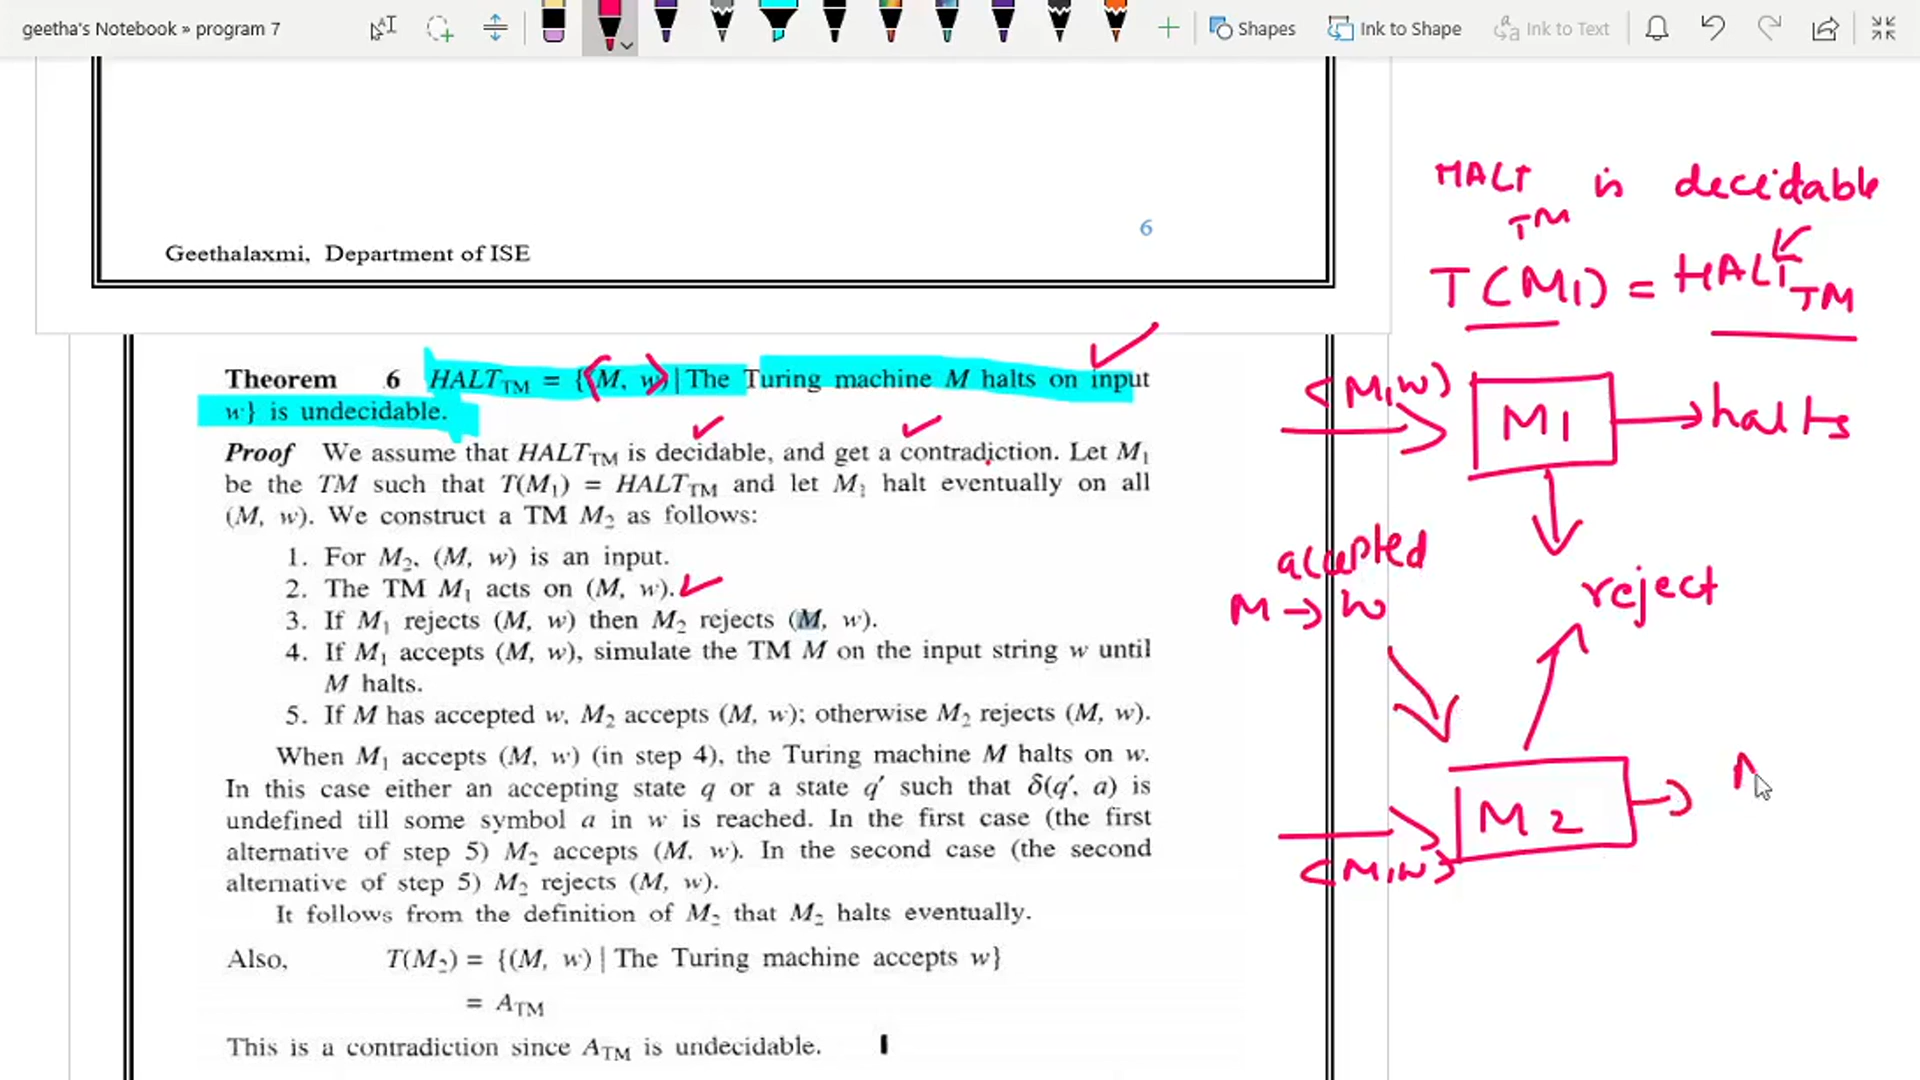 geetha's Notebook » program 7
Shapes
Ink to Shape
Ink to Text
6
Geethalaxmi, Department of ISE
Theorem 6 HALT_TM = {(M, w) | The Turing machine M halts on input
w} is undecidable.
Proof We assume that HALT_TM is decidable, and get a contradiction. Let M₁
be the TM such that T(M₁) = HALT_TM and let M₁ halt eventually on all
(M, w). We construct a TM M₂ as follows:
1. For M₂, (M, w) is an input.
2. The TM M₁ acts on (M, w).
3. If M₁ rejects (M, w) then M₂ rejects (M, w).
4. If M₁ accepts (M, w), simulate the TM M on the input string w until
M halts.
5. If M has accepted w, M₂ accepts (M, w); otherwise M₂ rejects (M, w).
When M₁ accepts (M, w) (in step 4), the Turing machine M halts on w.
In this case either an accepting state q or a state q′ such that δ(q′, a) is
undefined till some symbol a in w is reached. In the first case (the first
alternative of step 5) M₂ accepts (M, w). In the second case (the second
alternative of step 5) M₂ rejects (M, w).
It follows from the definition of M₂ that M₂ halts eventually.
Also, T(M₂) = {(M, w) | The Turing machine accepts w}
= A_TM
This is a contradiction since A_TM is undecidable.
HALT_TM is decidable
T(M1) = HALT_TM
<M,w>
M1
halts
reject
accepted
M → w
M2
<M,w>